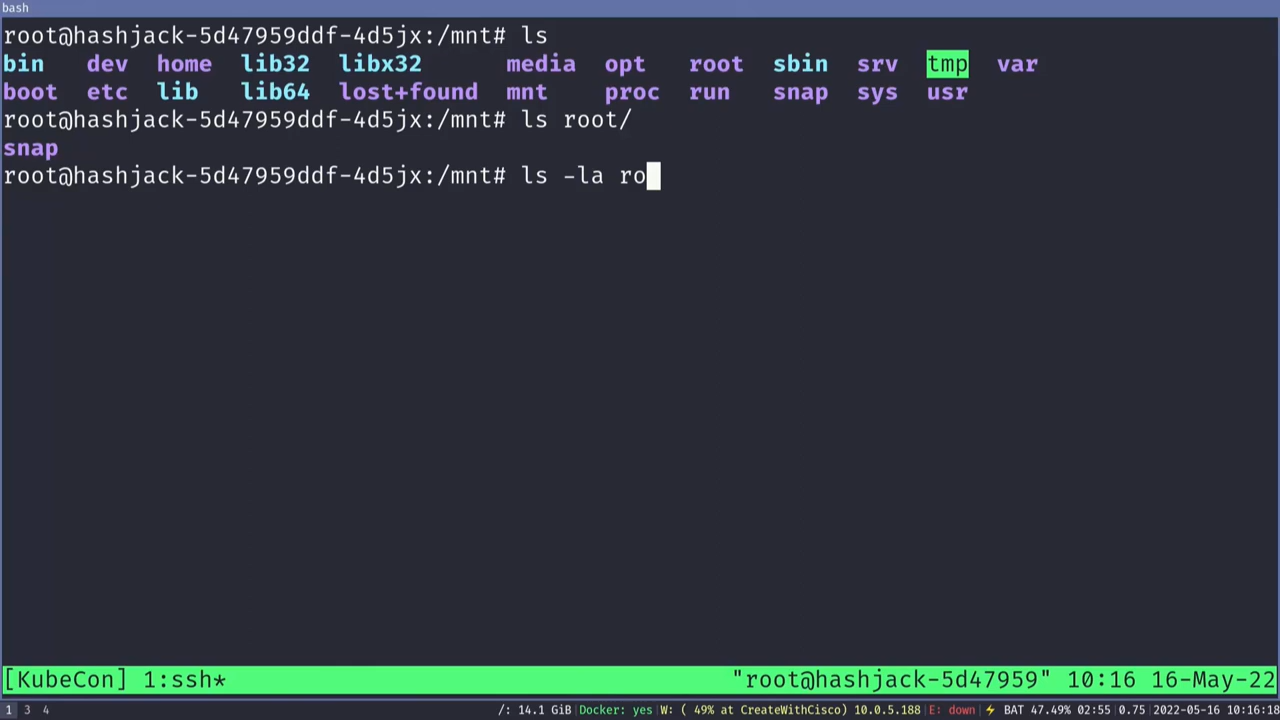 bash
root@hashjack-5d47959ddf-4d5jx:/mnt# ls
bin dev home lib32 libx32 media opt root sbin srv tmp var
boot etc lib lib64 lost+found mnt proc run snap sys usr
root@hashjack-5d47959ddf-4d5jx:/mnt# ls root/
snap
root@hashjack-5d47959ddf-4d5jx:/mnt# ls -la ro
[KubeCon] 1:ssh* "root@hashjack-5d47959" 10:16 16-May-22
1 3 4 /: 14.1 GiB|Docker: yes|W: ( 49% at CreateWithCisco) 10.0.5.188|E: down|⚡ BAT 47.49% 02:55|0.75|2022-05-16 10:16:18